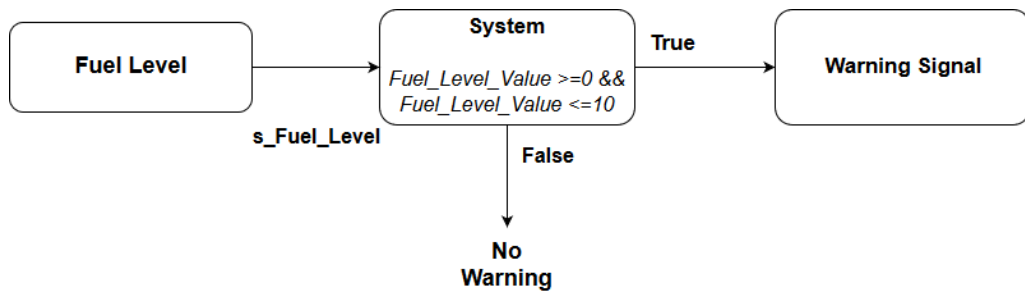 Fuel Level
s_Fuel_Level
System
Fuel_Level_Value >=0 &&
Fuel_Level_Value <=10
True
Warning Signal
False
No
Warning